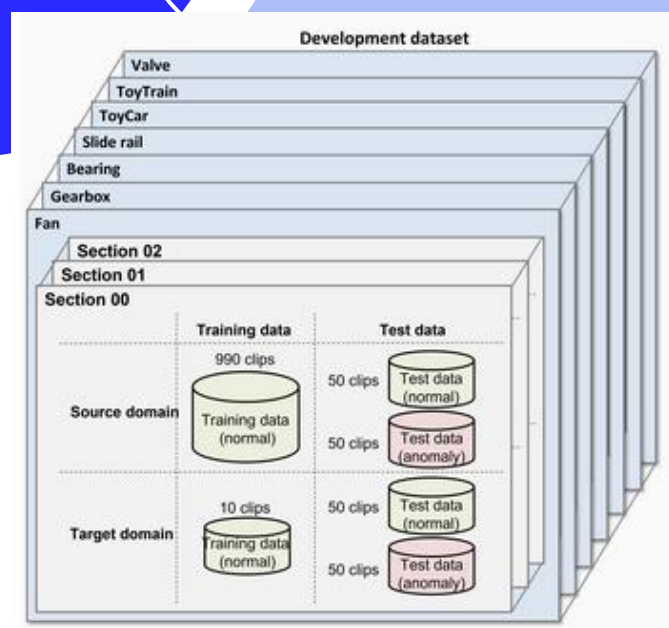 Development dataset
Valve
ToyTrain
ToyCar
Slide rail
Bearing
Gearbox
Fan
Section 02
Section 01
Section 00
Training data
Test data
990 clips
Source domain
Training data
(normal)
50 clips
Test data
(normal)
50 clips
Test data
(anomaly)
Target domain
10 clips
Training data
(normal)
50 clips
Test data
(normal)
50 clips
Test data
(anomaly)